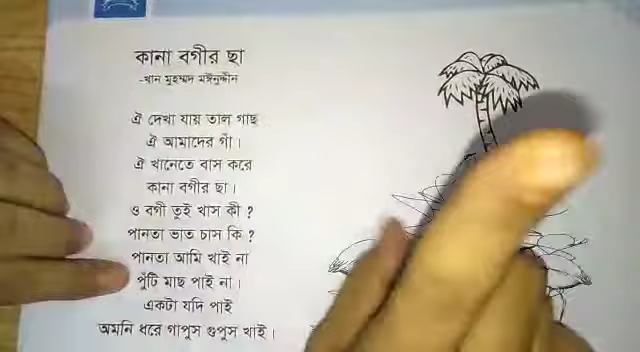 কানা বগীর ছা
-খান মুহম্মদ মঈনুদ্দীন
ঐ দেখা যায় তাল গাছ
ঐ আমাদের গাঁ।
ঐ খানেতে বাস করে
কানা বগীর ছা।
ও বগী তুই খাস কী ?
পানতা ভাত চাস কি ?
পানতা আমি খাই না
পুঁটি মাছ পাই না।
একটা যদি পাই
অমনি ধরে গাপুস গুপুস খাই।